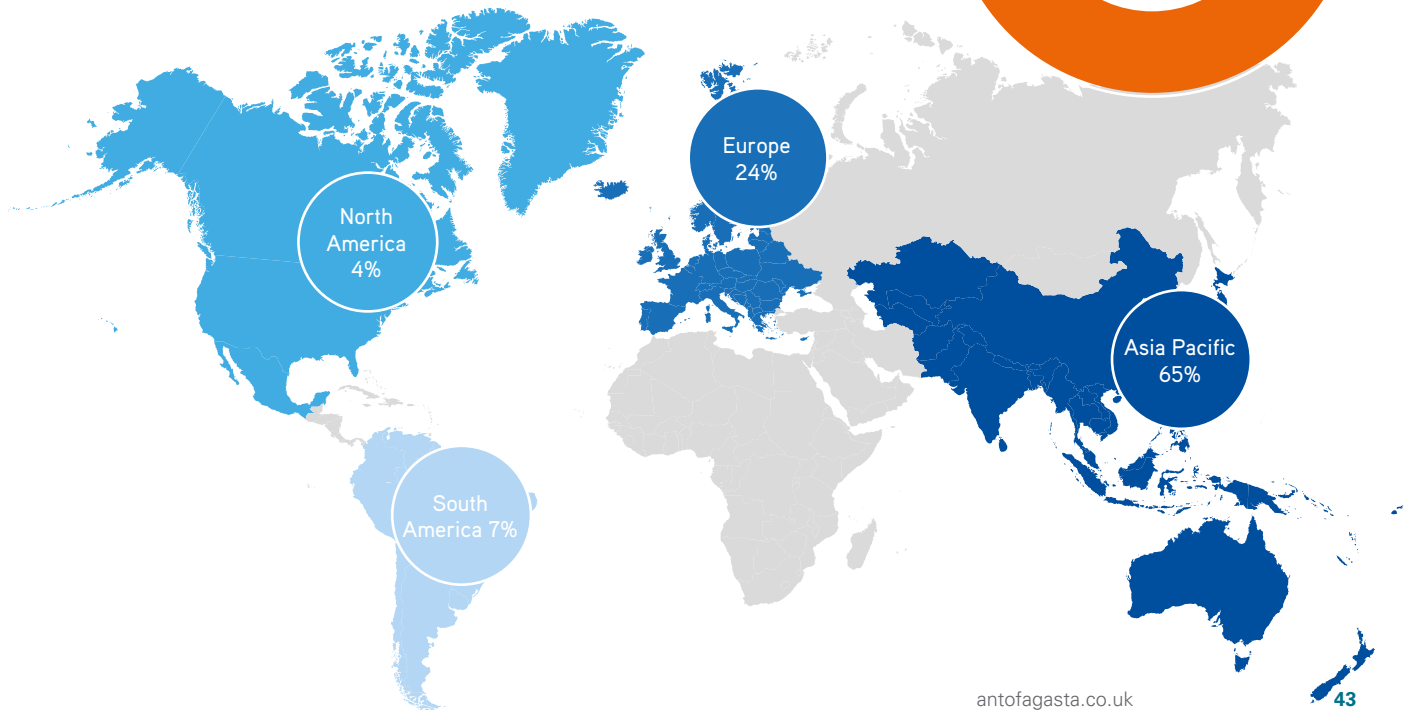 Europe
24%
North
America
4%
Asia Pacific
65%
South
America 7%
antofagasta.co.uk 43